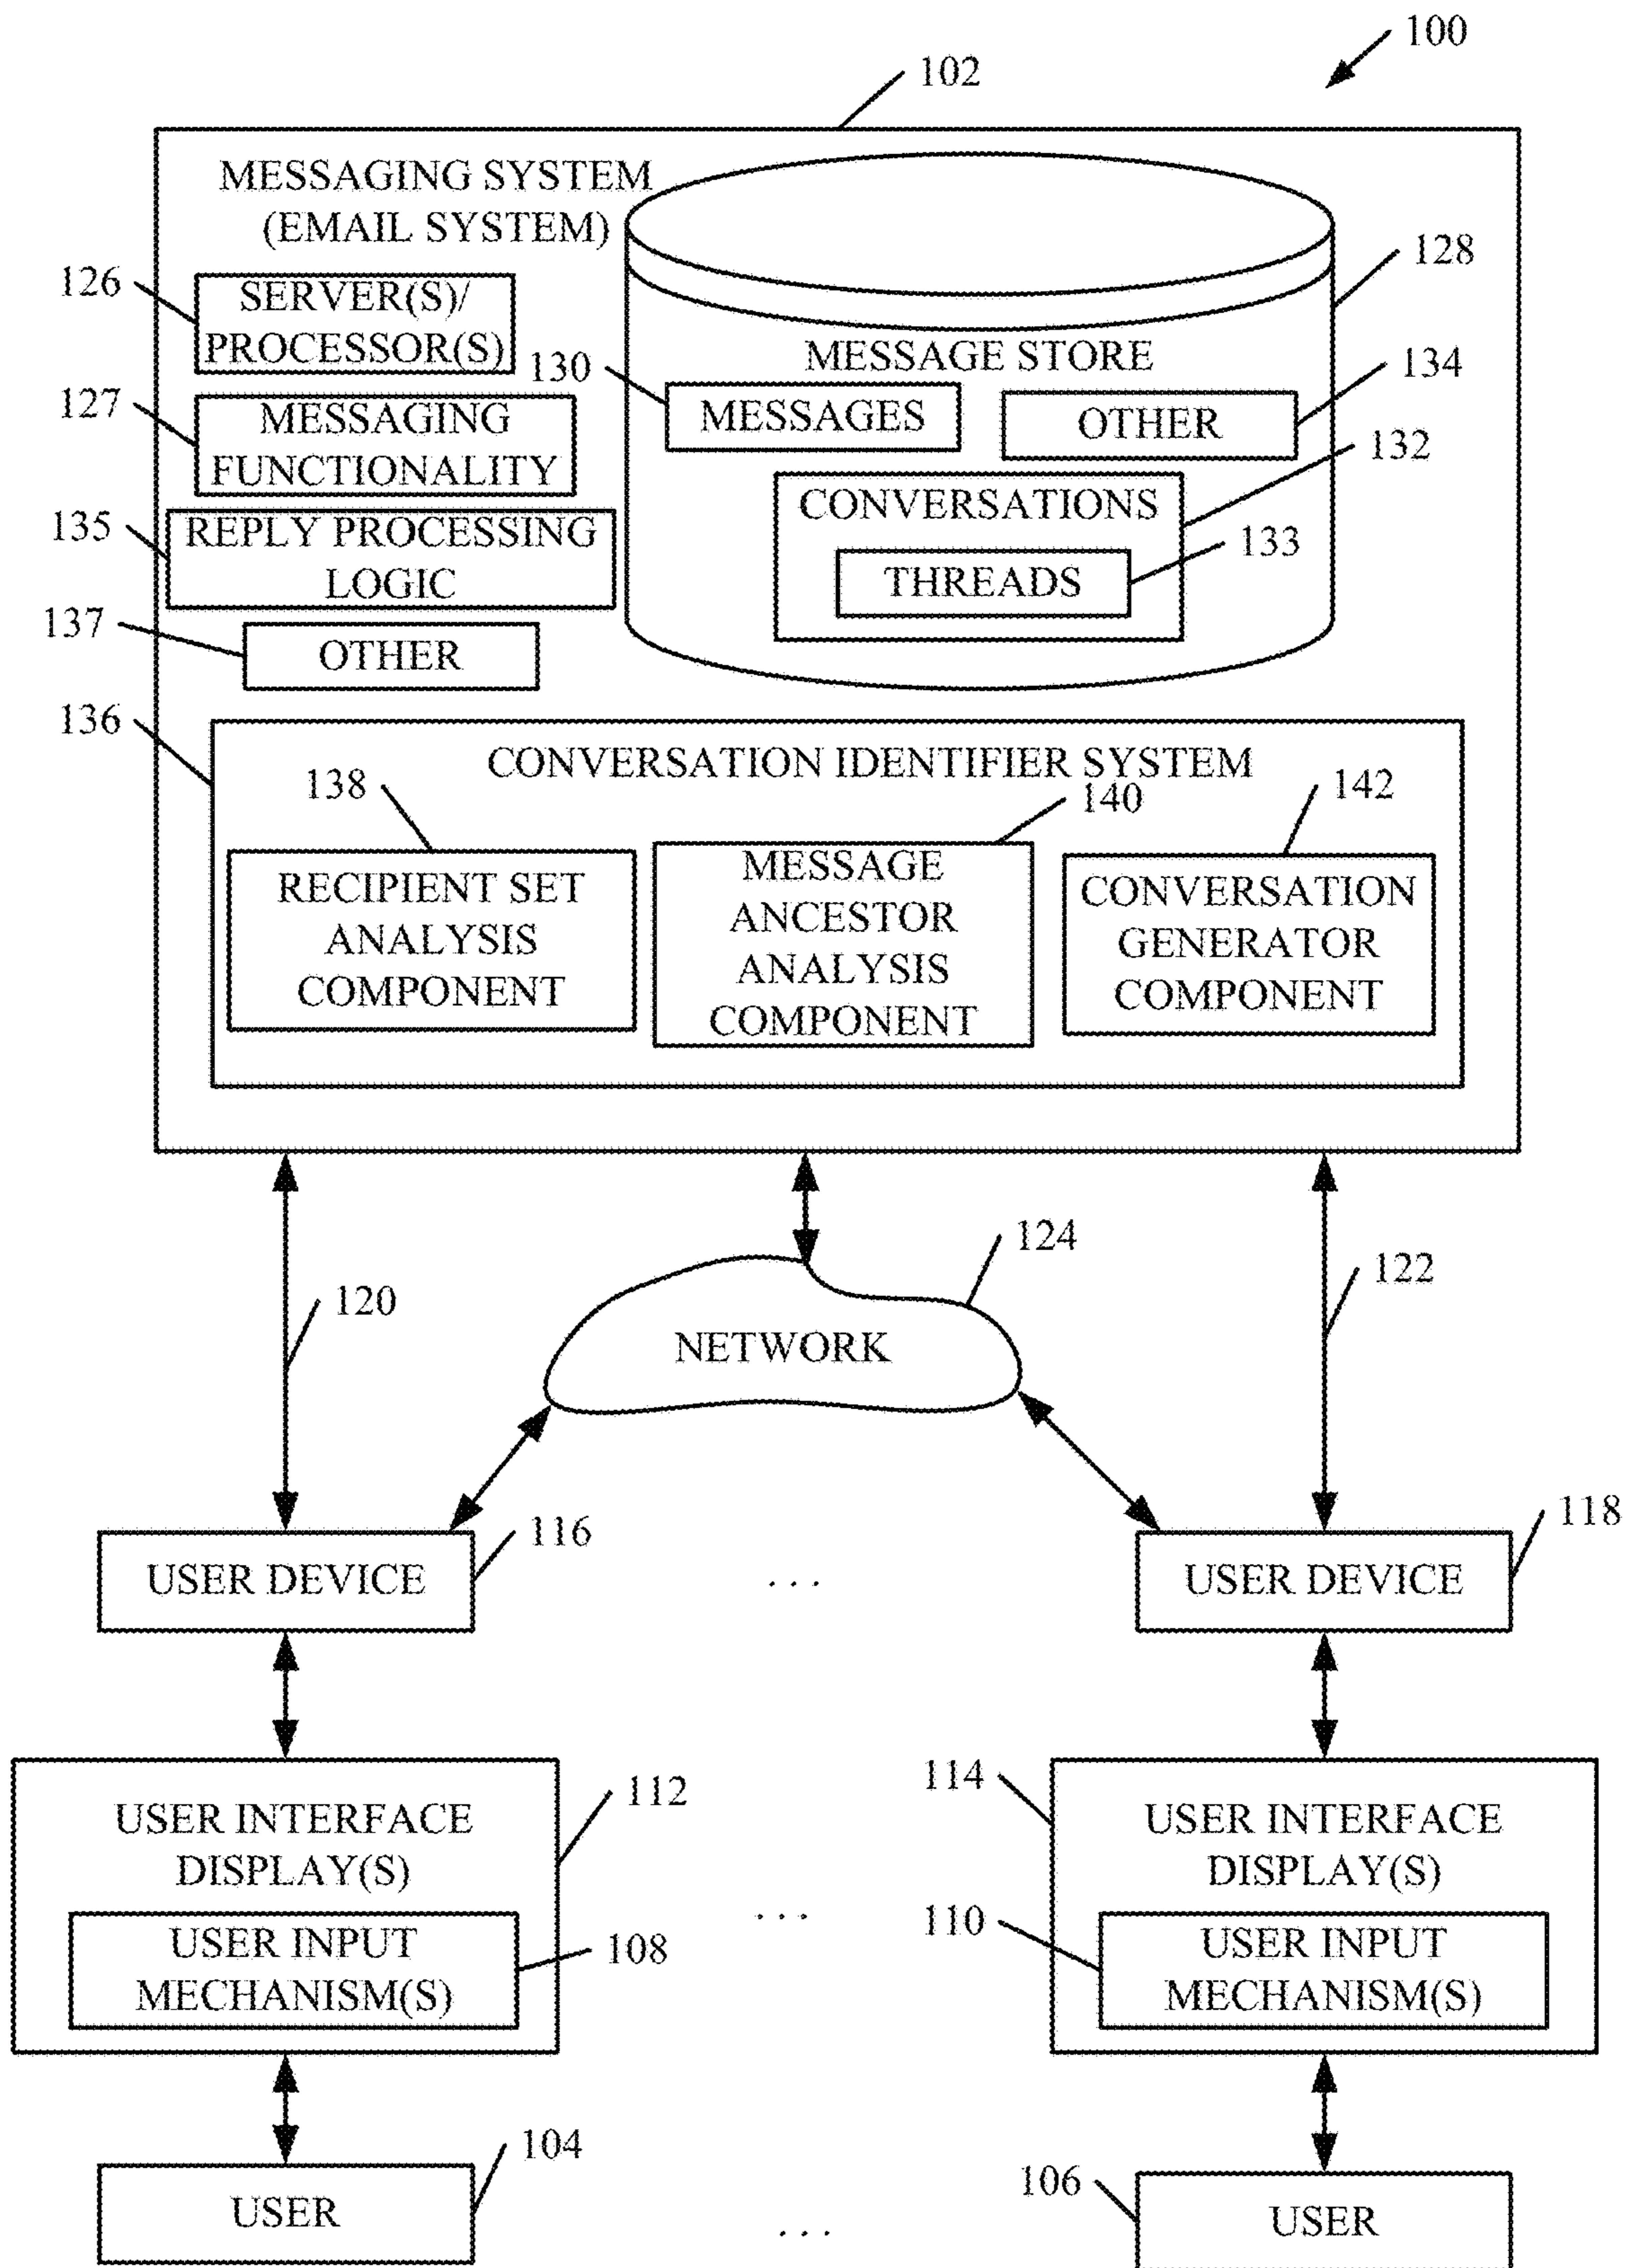 100
102
MESSAGING SYSTEM
(EMAIL SYSTEM)
126
SERVER(S)/
PROCESSOR(S)
128
MESSAGE STORE
130
MESSAGES
134
OTHER
127
MESSAGING
FUNCTIONALITY
132
CONVERSATIONS
133
THREADS
135
REPLY PROCESSING
LOGIC
137
OTHER
136
CONVERSATION IDENTIFIER SYSTEM
138
140
142
RECIPIENT SET
ANALYSIS
COMPONENT
MESSAGE
ANCESTOR
ANALYSIS
COMPONENT
CONVERSATION
GENERATOR
COMPONENT
124
120
122
NETWORK
116
118
USER DEVICE
...
USER DEVICE
112
114
USER INTERFACE
DISPLAY(S)
USER INPUT
MECHANISM(S)
108
...
USER INTERFACE
DISPLAY(S)
110
USER INPUT
MECHANISM(S)
104
USER
...
106
USER